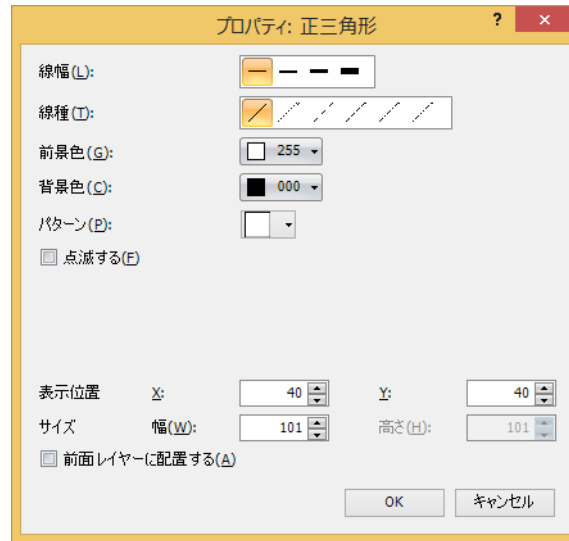 プロパティ: 正三角形 ? ×
線幅(L):
線種(T):
前景色(G): 255
背景色(C): 000
パターン(P):
点滅する(F)
表示位置 X: 40 Y: 40
サイズ 幅(W): 101 高さ(H): 101
前面レイヤーに配置する(A)
OK キャンセル